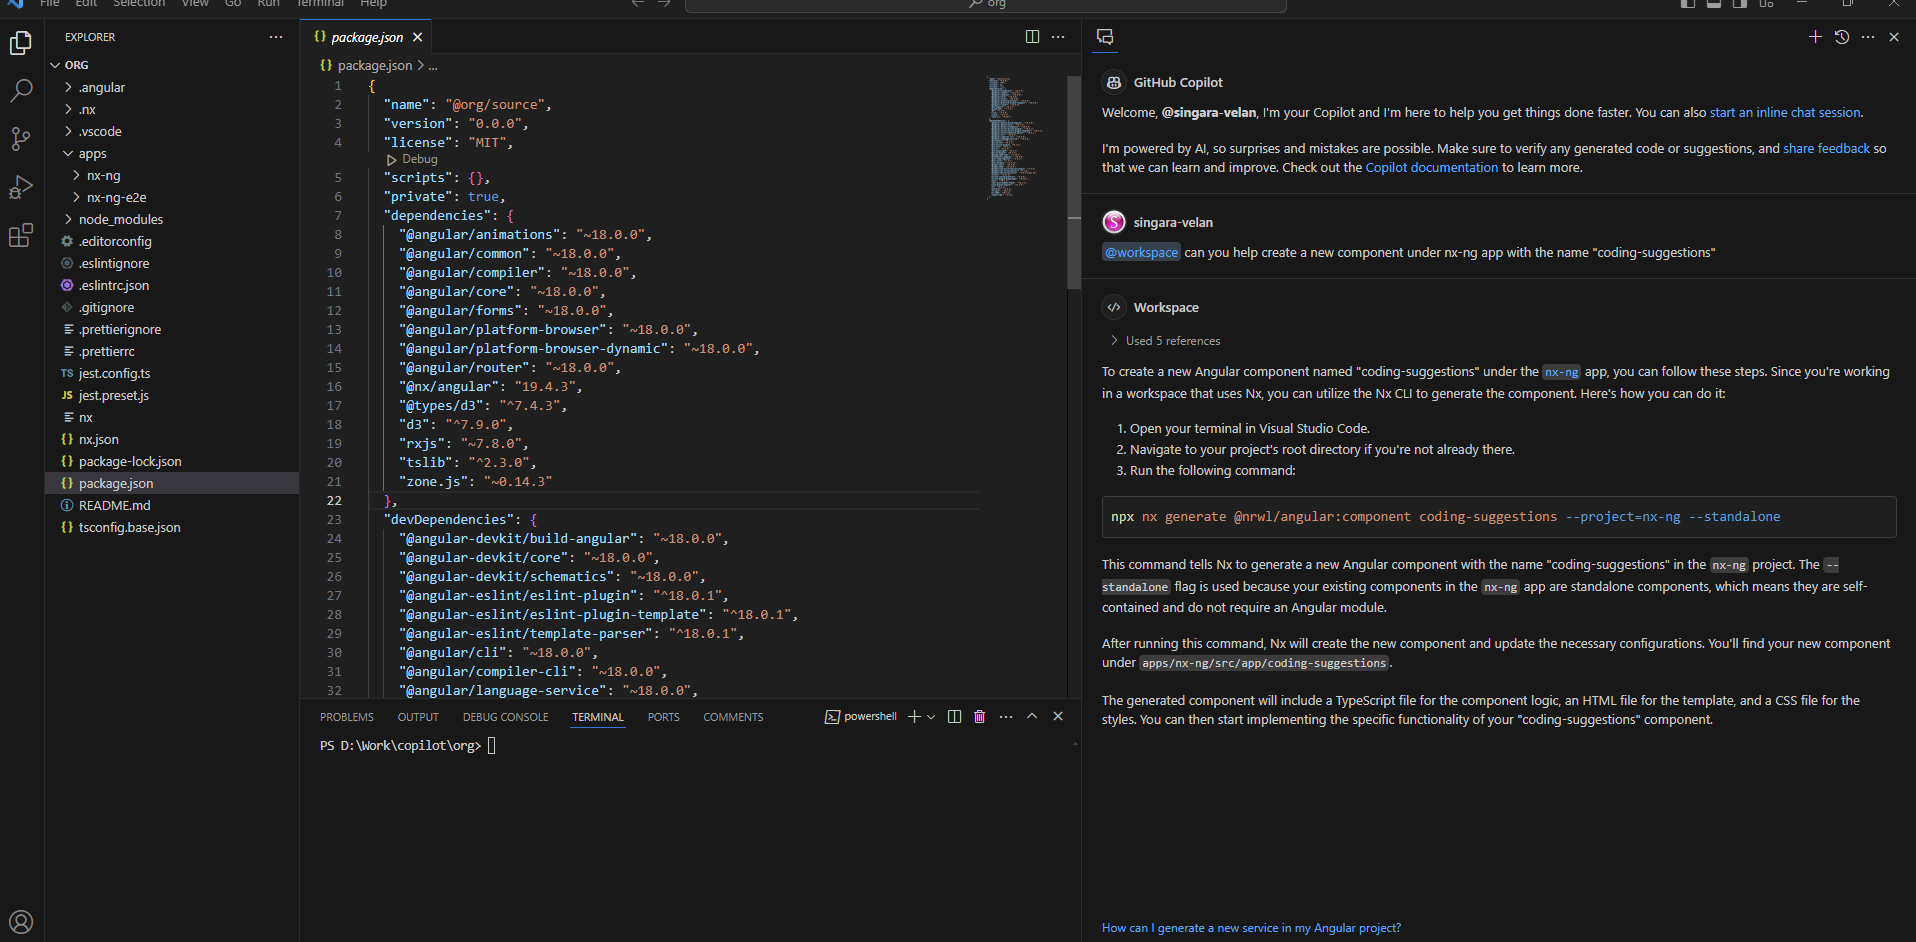 File Edit Selection View Go Run Terminal Help
org
EXPLORER
ORG
.angular
.nx
.vscode
apps
nx-ng
nx-ng-e2e
node_modules
.editorconfig
.eslintignore
.eslintrc.json
.gitignore
.prettierignore
.prettierrc
TS jest.config.ts
JS jest.preset.js
nx
{} nx.json
{} package-lock.json
{} package.json
README.md
{} tsconfig.base.json
{} package.json
{} package.json > ...
1 {
2 "name": "@org/source",
3 "version": "0.0.0",
4 "license": "MIT",
Debug
5 "scripts": {},
6 "private": true,
7 "dependencies": {
8 "@angular/animations": "~18.0.0",
9 "@angular/common": "~18.0.0",
10 "@angular/compiler": "~18.0.0",
11 "@angular/core": "~18.0.0",
12 "@angular/forms": "~18.0.0",
13 "@angular/platform-browser": "~18.0.0",
14 "@angular/platform-browser-dynamic": "~18.0.0",
15 "@angular/router": "~18.0.0",
16 "@nx/angular": "19.4.3",
17 "@types/d3": "^7.4.3",
18 "d3": "^7.9.0",
19 "rxjs": "~7.8.0",
20 "tslib": "^2.3.0",
21 "zone.js": "~0.14.3"
22 },
23 "devDependencies": {
24 "@angular-devkit/build-angular": "~18.0.0",
25 "@angular-devkit/core": "~18.0.0",
26 "@angular-devkit/schematics": "~18.0.0",
27 "@angular-eslint/eslint-plugin": "^18.0.1",
28 "@angular-eslint/eslint-plugin-template": "^18.0.1",
29 "@angular-eslint/template-parser": "^18.0.1",
30 "@angular/cli": "~18.0.0",
31 "@angular/compiler-cli": "~18.0.0",
32 "@angular/language-service": "~18.0.0",
PROBLEMS OUTPUT DEBUG CONSOLE TERMINAL PORTS COMMENTS powershell
PS D:\Work\copilot\org>
GitHub Copilot
Welcome, @singara-velan, I'm your Copilot and I'm here to help you get things done faster. You can also start an inline chat session.
I'm powered by AI, so surprises and mistakes are possible. Make sure to verify any generated code or suggestions, and share feedback so
that we can learn and improve. Check out the Copilot documentation to learn more.
S singara-velan
@workspace can you help create a new component under nx-ng app with the name "coding-suggestions"
Workspace
Used 5 references
To create a new Angular component named "coding-suggestions" under the nx-ng app, you can follow these steps. Since you're working
in a workspace that uses Nx, you can utilize the Nx CLI to generate the component. Here's how you can do it:
1. Open your terminal in Visual Studio Code.
2. Navigate to your project's root directory if you're not already there.
3. Run the following command:
npx nx generate @nrwl/angular:component coding-suggestions --project=nx-ng --standalone
This command tells Nx to generate a new Angular component with the name "coding-suggestions" in the nx-ng project. The --
standalone flag is used because your existing components in the nx-ng app are standalone components, which means they are self-
contained and do not require an Angular module.
After running this command, Nx will create the new component and update the necessary configurations. You'll find your new component
under apps/nx-ng/src/app/coding-suggestions.
The generated component will include a TypeScript file for the component logic, an HTML file for the template, and a CSS file for the
styles. You can then start implementing the specific functionality of your "coding-suggestions" component.
How can I generate a new service in my Angular project?